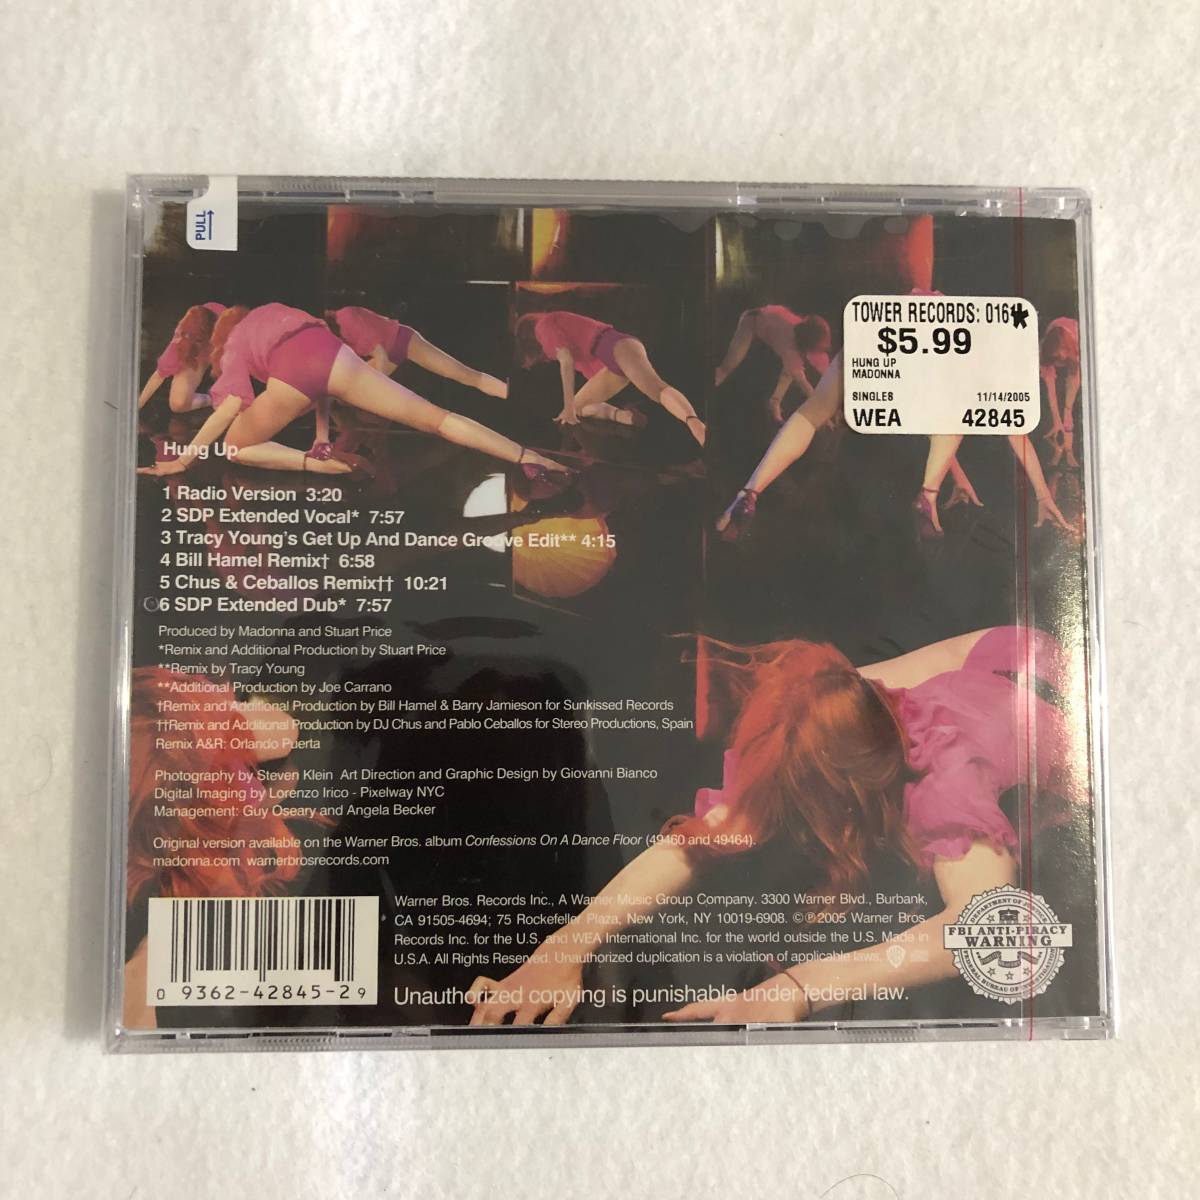 PULL
TOWER RECORDS: 016
$5.99
HUNG UP
MADONNA
SINGLES 11/14/2005
WEA 42845
Hung Up
1 Radio Version 3:20
2 SDP Extended Vocal* 7:57
3 Tracy Young's Get Up And Dance Groove Edit** 4:15
4 Bill Hamel Remix† 6:58
5 Chus & Ceballos Remix†† 10:21
6 SDP Extended Dub* 7:57
Produced by Madonna and Stuart Price
*Remix and Additional Production by Stuart Price
**Remix by Tracy Young
**Additional Production by Joe Carrano
†Remix and Additional Production by Bill Hamel & Barry Jamieson for Sunkissed Records
††Remix and Additional Production by DJ Chus and Pablo Ceballos for Stereo Productions, Spain
Remix A&R: Orlando Puerta
Photography by Steven Klein Art Direction and Graphic Design by Giovanni Bianco
Digital Imaging by Lorenzo Irico - Pixelway NYC
Management: Guy Oseary and Angela Becker
Original version available on the Warner Bros. album Confessions On A Dance Floor (49460 and 49464).
madonna.com warnerbrosrecords.com
Warner Bros. Records Inc., A Warner Music Group Company. 3300 Warner Blvd., Burbank,
CA 91505-4694; 75 Rockefeller Plaza, New York, NY 10019-6908. ©℗2005 Warner Bros.
Records Inc. for the U.S. and WEA International Inc. for the world outside the U.S. Made in
U.S.A. All Rights Reserved. Unauthorized duplication is a violation of applicable laws.
Unauthorized copying is punishable under federal law.
0 9362-42845-2 9
DEPARTMENT OF JUSTICE
FBI ANTI-PIRACY
WARNING
FEDERAL BUREAU OF INVESTIGATION